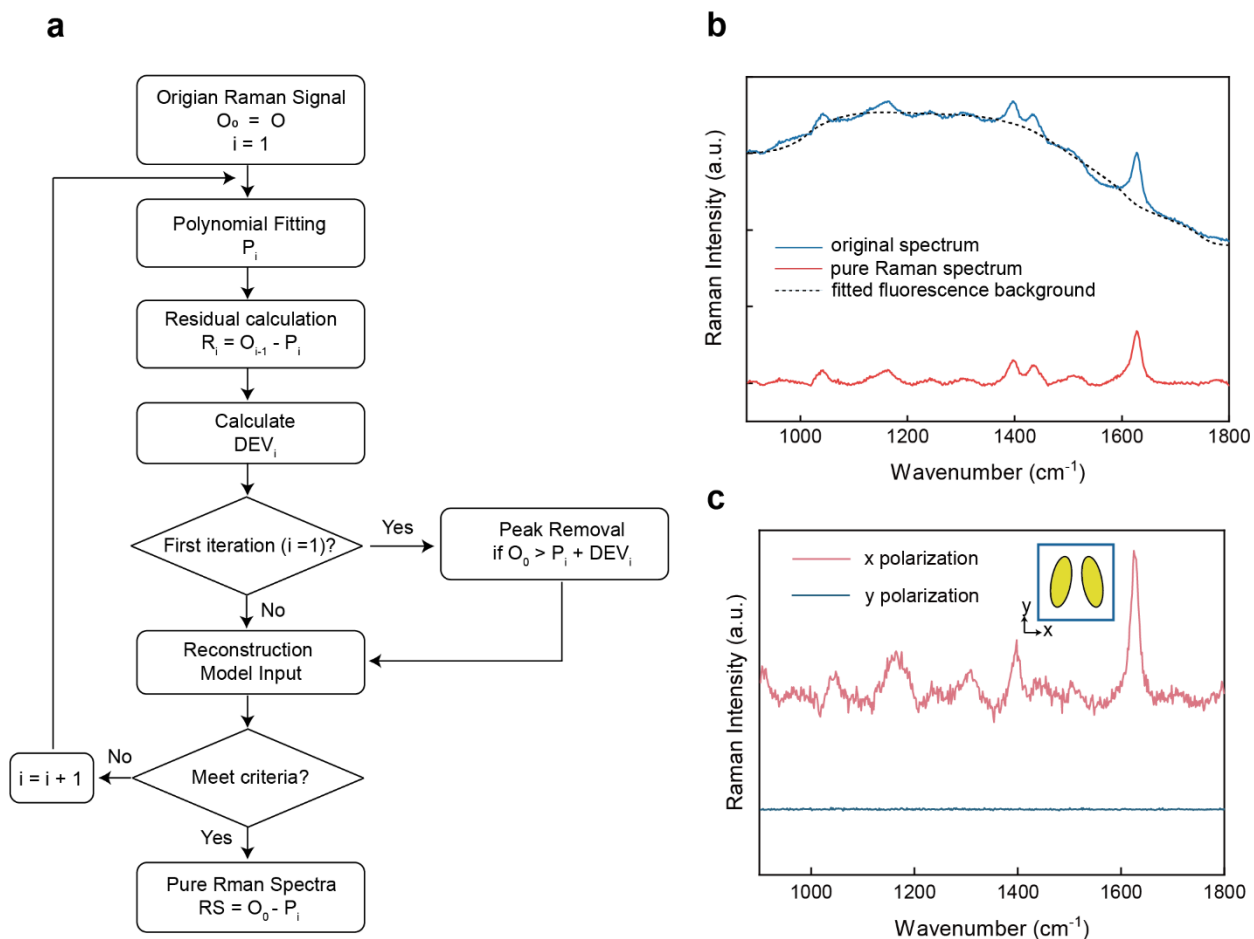 a
Origian Raman Signal
O₀ = O
i = 1
Polynomial Fitting
Pᵢ
Residual calculation
Rᵢ = Oᵢ₋₁ - Pᵢ
Calculate
DEVᵢ
First iteration (i =1)?
Yes
Peak Removal
if O₀ > Pᵢ + DEVᵢ
No
Reconstruction
Model Input
Meet criteria?
No
i = i + 1
Yes
Pure Rman Spectra
RS = O₀ - Pᵢ
b
Raman Intensity (a.u.)
original spectrum
pure Raman spectrum
fitted fluorescence background
1000 1200 1400 1600 1800
Wavenumber (cm⁻¹)
c
Raman Intensity (a.u.)
x polarization
y polarization
y
x
1000 1200 1400 1600 1800
Wavenumber (cm⁻¹)